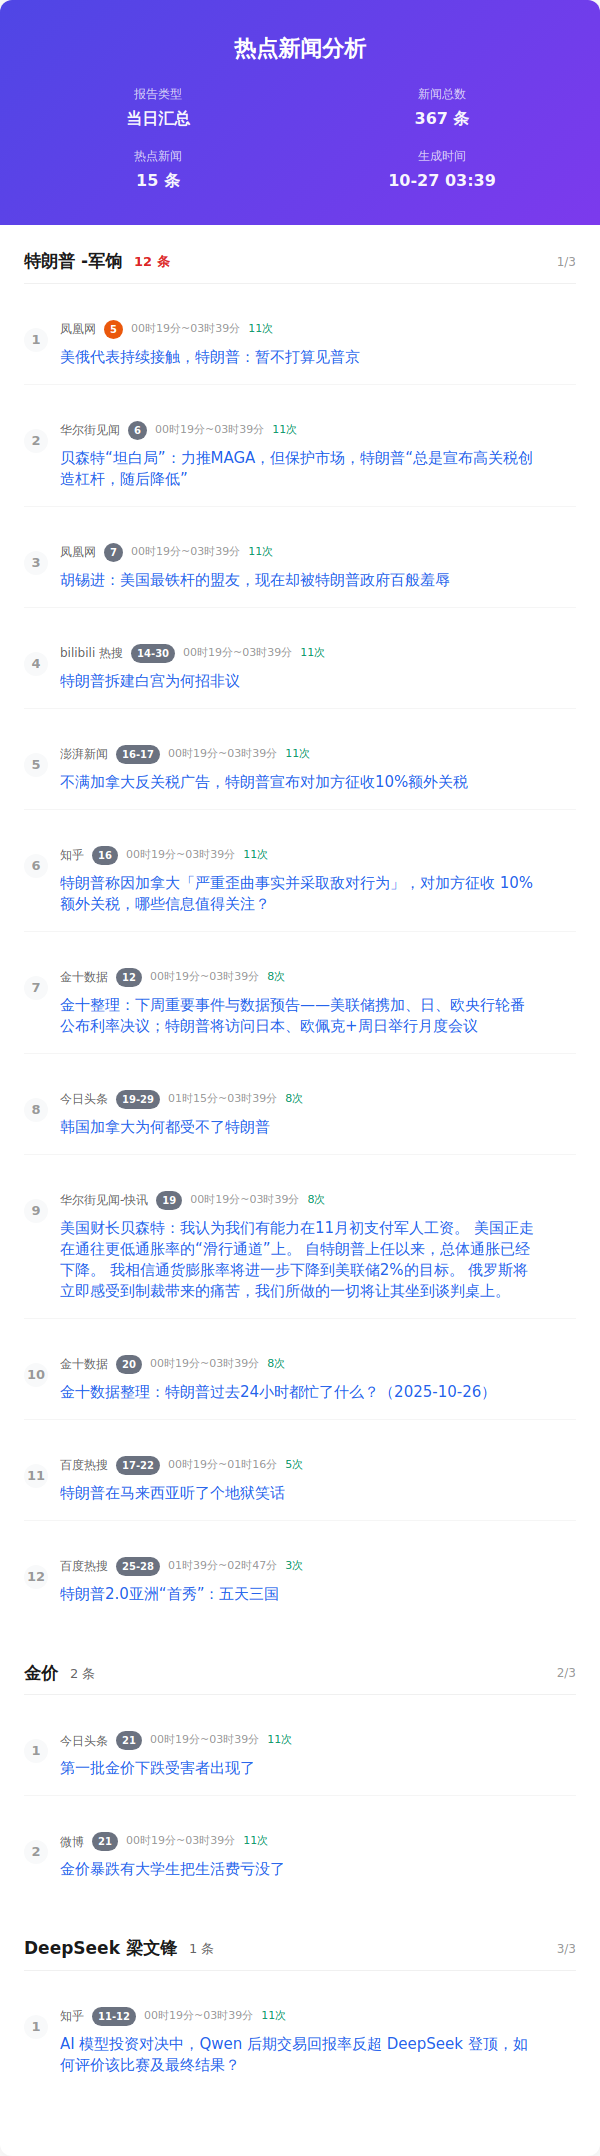 热点新闻分析
报告类型
当日汇总
新闻总数
367 条
热点新闻
15 条
生成时间
10-27 03:39
特朗普 -军饷 12 条 1/3
1
凤凰网 5 00时19分~03时39分 11次
美俄代表持续接触，特朗普：暂不打算见普京
2
华尔街见闻 6 00时19分~03时39分 11次
贝森特“坦白局”：力推MAGA，但保护市场，特朗普“总是宣布高关税创
造杠杆，随后降低”
3
凤凰网 7 00时19分~03时39分 11次
胡锡进：美国最铁杆的盟友，现在却被特朗普政府百般羞辱
4
bilibili 热搜 14-30 00时19分~03时39分 11次
特朗普拆建白宫为何招非议
5
澎湃新闻 16-17 00时19分~03时39分 11次
不满加拿大反关税广告，特朗普宣布对加方征收10%额外关税
6
知乎 16 00时19分~03时39分 11次
特朗普称因加拿大「严重歪曲事实并采取敌对行为」，对加方征收 10%
额外关税，哪些信息值得关注？
7
金十数据 12 00时19分~03时39分 8次
金十整理：下周重要事件与数据预告——美联储携加、日、欧央行轮番
公布利率决议；特朗普将访问日本、欧佩克+周日举行月度会议
8
今日头条 19-29 01时15分~03时39分 8次
韩国加拿大为何都受不了特朗普
9
华尔街见闻-快讯 19 00时19分~03时39分 8次
美国财长贝森特：我认为我们有能力在11月初支付军人工资。 美国正走
在通往更低通胀率的“滑行通道”上。 自特朗普上任以来，总体通胀已经
下降。 我相信通货膨胀率将进一步下降到美联储2%的目标。 俄罗斯将
立即感受到制裁带来的痛苦，我们所做的一切将让其坐到谈判桌上。
10
金十数据 20 00时19分~03时39分 8次
金十数据整理：特朗普过去24小时都忙了什么？（2025-10-26）
11
百度热搜 17-22 00时19分~01时16分 5次
特朗普在马来西亚听了个地狱笑话
12
百度热搜 25-28 01时39分~02时47分 3次
特朗普2.0亚洲“首秀”：五天三国
金价 2 条 2/3
1
今日头条 21 00时19分~03时39分 11次
第一批金价下跌受害者出现了
2
微博 21 00时19分~03时39分 11次
金价暴跌有大学生把生活费亏没了
DeepSeek 梁文锋 1 条 3/3
1
知乎 11-12 00时19分~03时39分 11次
AI 模型投资对决中，Qwen 后期交易回报率反超 DeepSeek 登顶，如
何评价该比赛及最终结果？